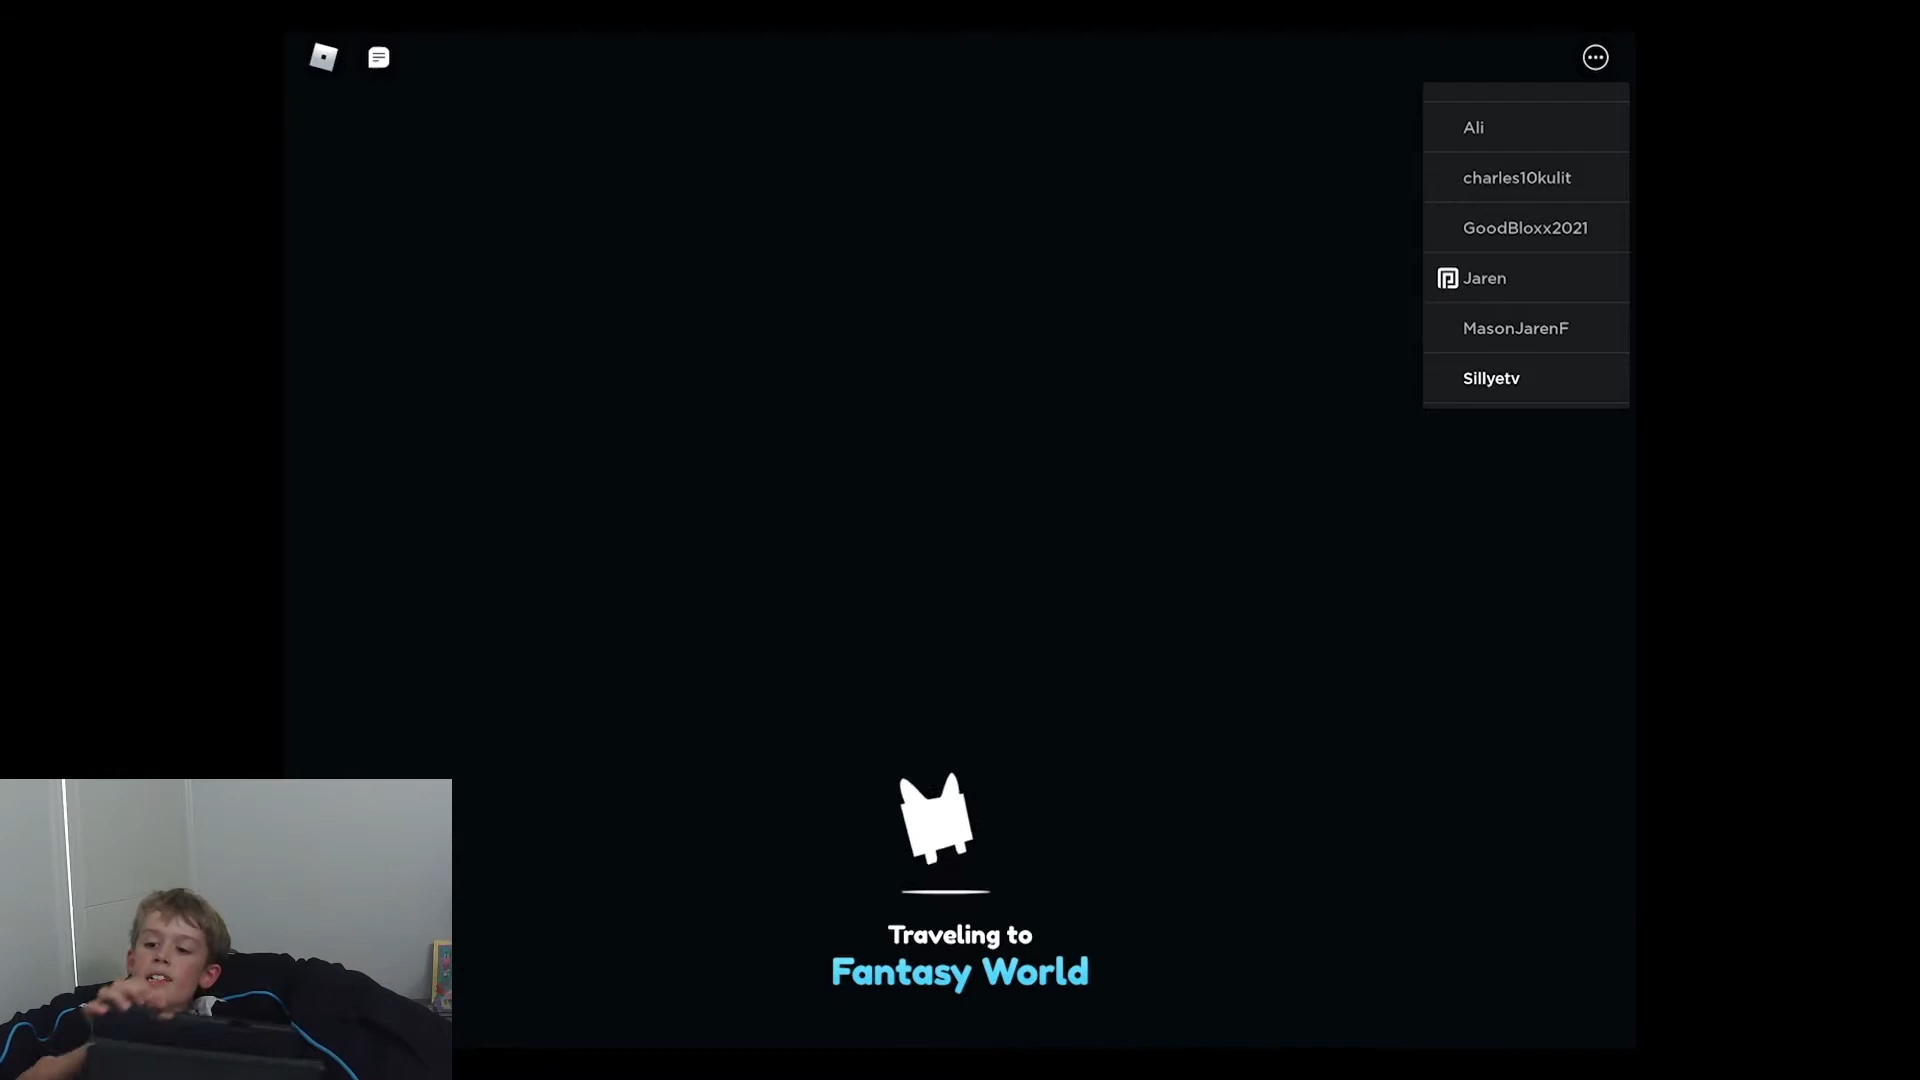 Ali
charles10kulit
GoodBloxx2021
Jaren
MasonJarenF
Sillyetv
Traveling to
Fantasy World